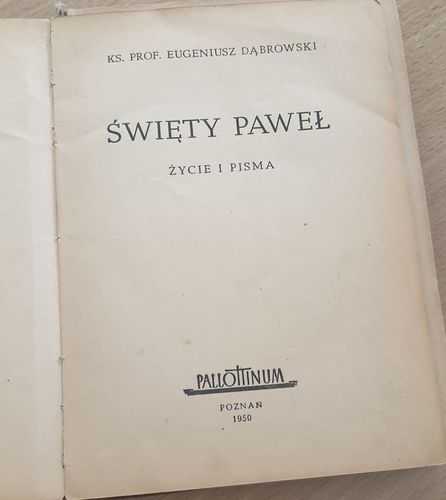 KS. PROF. EUGENIUSZ DĄBROWSKI
ŚWIĘTY PAWEŁ
ŻYCIE I PISMA
PALLOTTINUM
POZNAŃ
1950